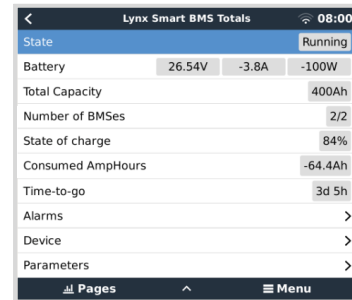 Lynx Smart BMS Totals 08:00
State Running
Battery 26.54V -3.8A -100W
Total Capacity 400Ah
Number of BMSes 2/2
State of charge 84%
Consumed AmpHours -64.4Ah
Time-to-go 3d 5h
Alarms
Device
Parameters
Pages Menu